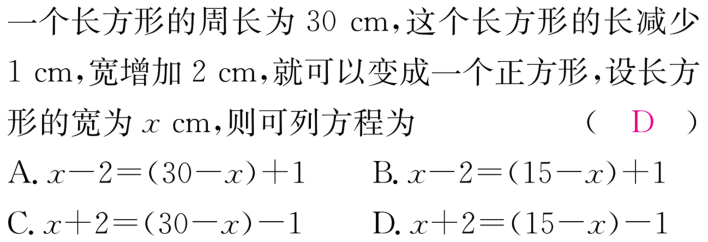 一个长方形的周长为 30 cm,这个长方形的长减少
1 cm,宽增加 2 cm,就可以变成一个正方形,设长方
形的宽为 x cm,则可列方程为 ( D )
A. x－2＝(30－x)＋1 B. x－2＝(15－x)＋1
C. x＋2＝(30－x)－1 D. x＋2＝(15－x)－1